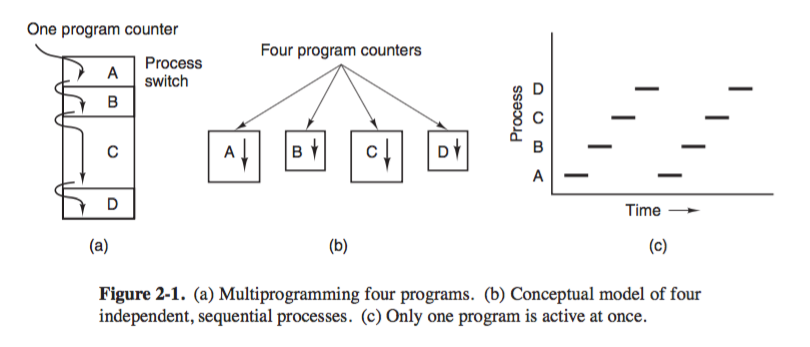 One program counter
A
B
C
D
Process
switch
(a)
Four program counters
A
B
C
D
(b)
Process
D
C
B
A
Time
(c)
Figure 2-1. (a) Multiprogramming four programs. (b) Conceptual model of four
independent, sequential processes. (c) Only one program is active at once.